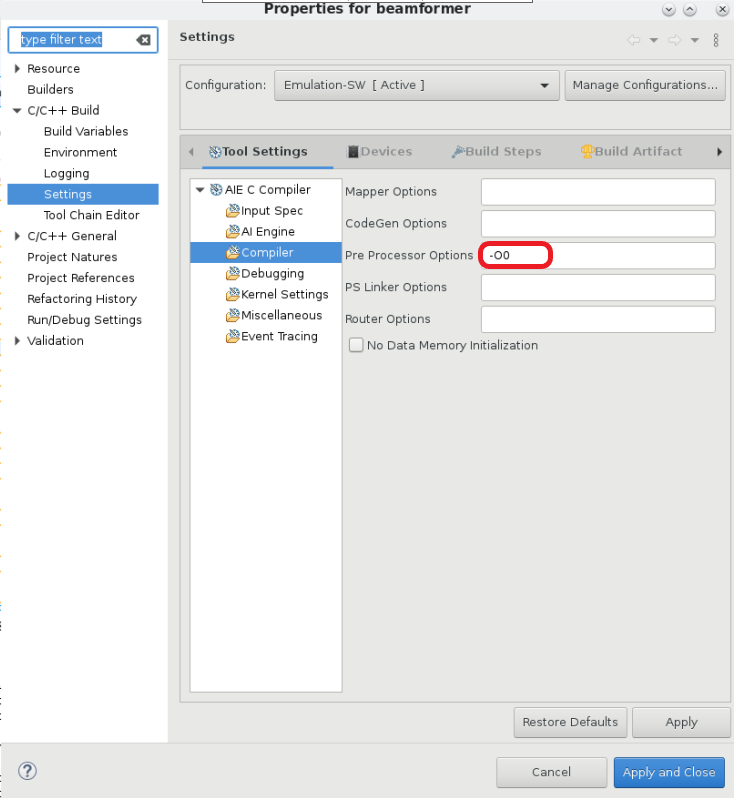 Properties for beamformer
type filter text
Resource
Builders
C/C++ Build
Build Variables
Environment
Logging
Settings
Tool Chain Editor
C/C++ General
Project Natures
Project References
Refactoring History
Run/Debug Settings
Validation
Settings
Configuration:
Emulation-SW [ Active ]
Manage Configurations...
Tool Settings
Devices
Build Steps
Build Artifact
AIE C Compiler
Input Spec
AI Engine
Compiler
Debugging
Kernel Settings
Miscellaneous
Event Tracing
Mapper Options
CodeGen Options
Pre Processor Options
-O0
PS Linker Options
Router Options
No Data Memory Initialization
Restore Defaults
Apply
?
Cancel
Apply and Close